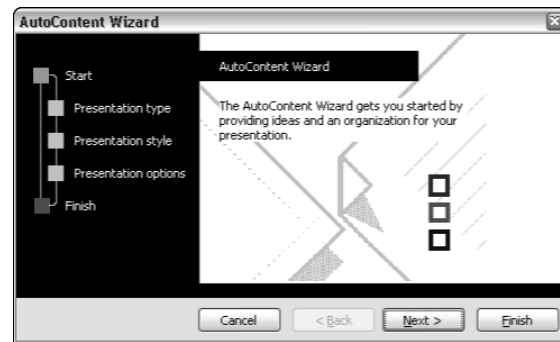 AutoContent Wizard
Start
Presentation type
Presentation style
Presentation options
Finish
AutoContent Wizard
The AutoContent Wizard gets you started by
providing ideas and an organization for your
presentation.
Cancel
< Back
Next >
Finish